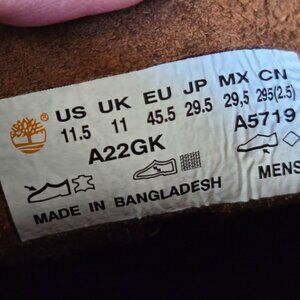 US UK EU JP MX CN
11.5 11 45.5 29.5 29,5 295(2.5)
A22GK A5719
MADE IN BANGLADESH MENS